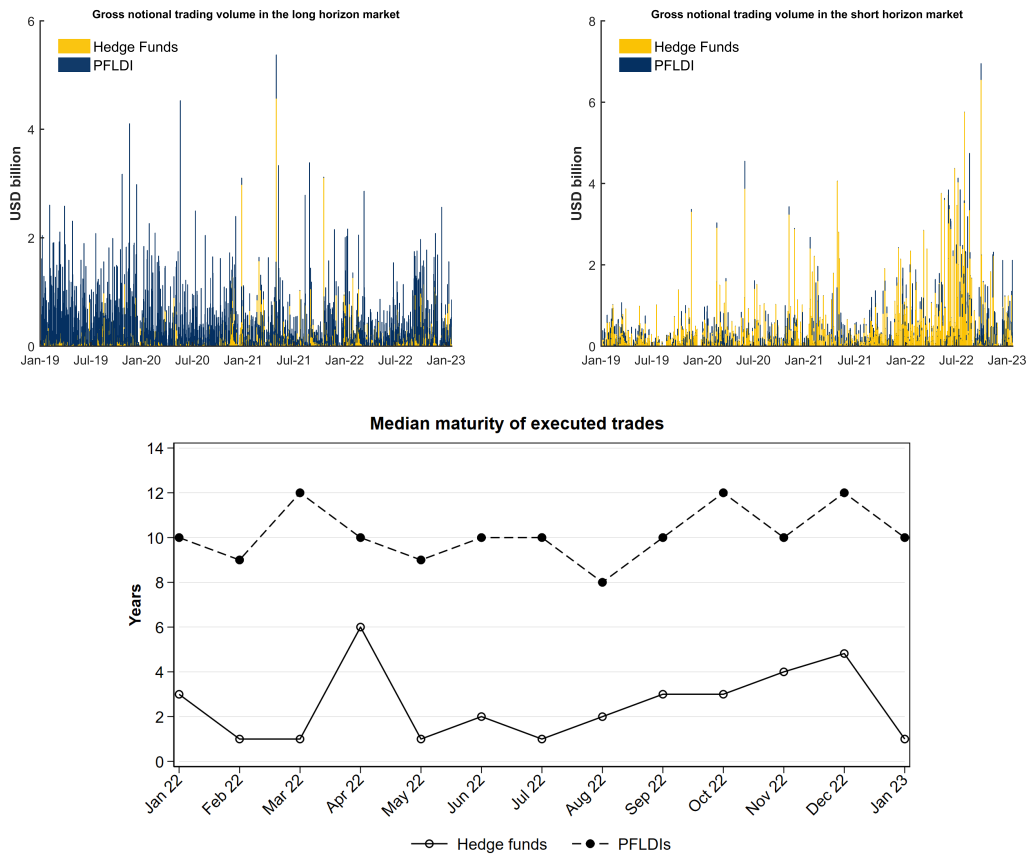 Gross notional trading volume in the long horizon market
6
4
2
0
USD billion
Hedge Funds
PFLDI
Jan-19 Jul-19 Jan-20 Jul-20 Jan-21 Jul-21 Jan-22 Jul-22 Jan-23
Gross notional trading volume in the short horizon market
8
6
4
2
0
USD billion
Hedge Funds
PFLDI
Jan-19 Jul-19 Jan-20 Jul-20 Jan-21 Jul-21 Jan-22 Jul-22 Jan-23
Median maturity of executed trades
14
12
10
8
6
4
2
0
Years
Jan 22 Feb 22 Mar 22 Apr 22 May 22 Jun 22 Jul 22 Aug 22 Sep 22 Oct 22 Nov 22 Dec 22 Jan 23
Hedge funds PFLDIs